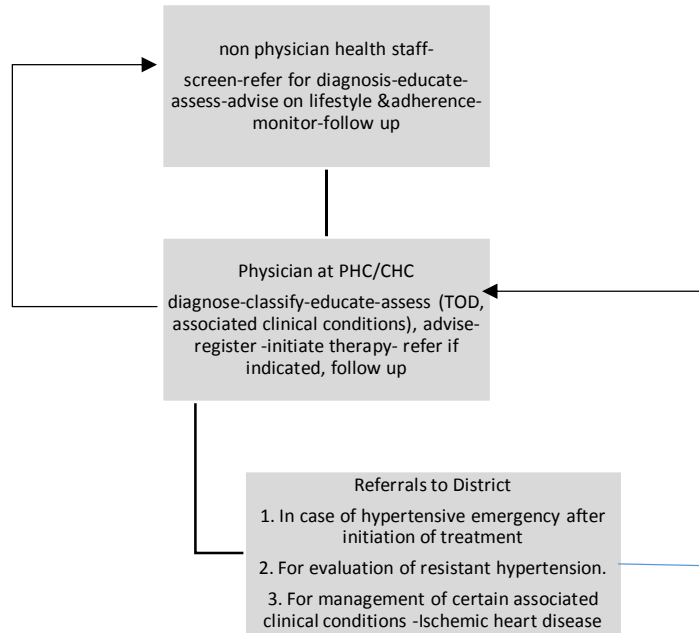 non physician health staff-
screen-refer for diagnosis-educate-
assess-advise on lifestyle &adherence-
monitor-follow up
Physician at PHC/CHC
diagnose-classify-educate-assess (TOD,
associated clinical conditions), advise-
register -initiate therapy- refer if
indicated, follow up
Referrals to District
1. In case of hypertensive emergency after
initiation of treatment
2. For evaluation of resistant hypertension.
3. For management of certain associated
clinical conditions -Ischemic heart disease